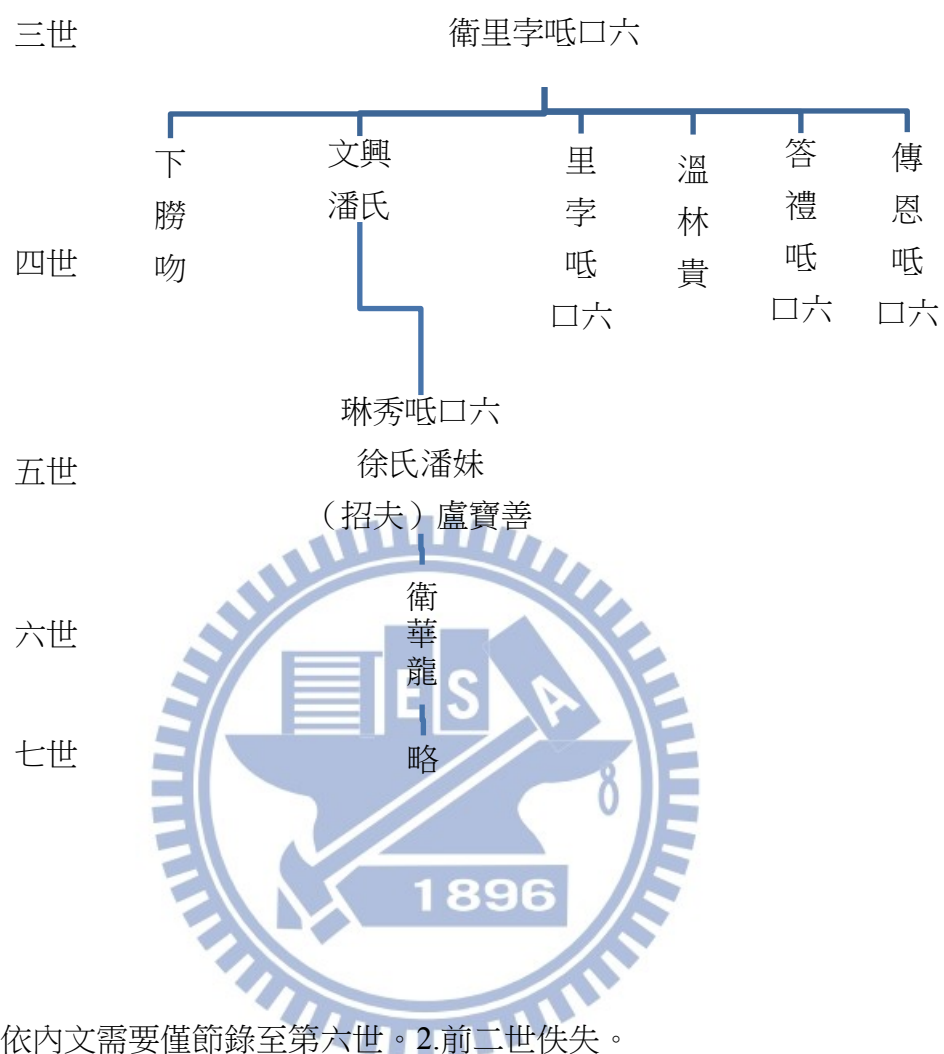 三世
衛里孛呧口六
下朥吻
文興
潘氏
里孛呧口六
溫林貴
答禮呧口六
傳恩呧口六
四世
琳秀呧口六
五世
徐氏潘妹
（招夫）盧寶善
六世
衛華龍
七世
略
ESA
1896
依內文需要僅節錄至第六世。2.前二世佚失。